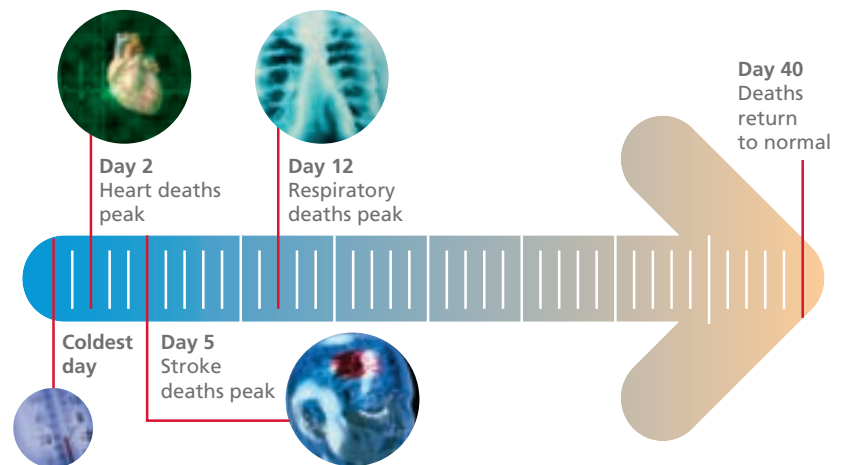 Day 2
Heart deaths
peak
Day 12
Respiratory
deaths peak
Day 40
Deaths
return
to normal
Coldest
day
Day 5
Stroke
deaths peak